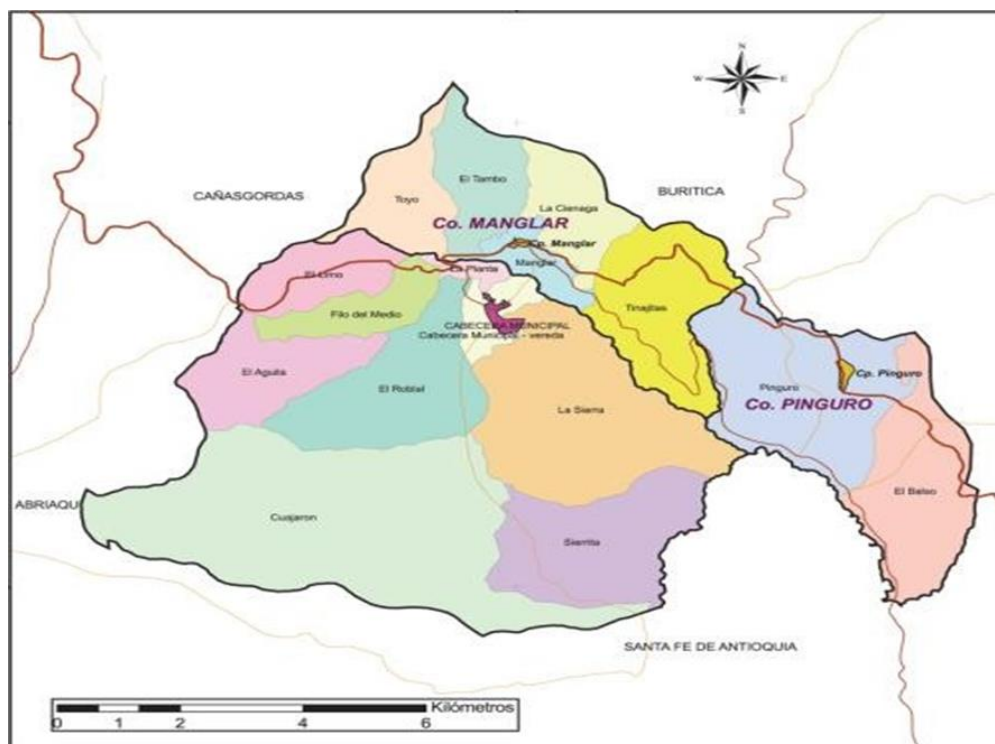 N
W E
S
CAÑASGORDAS
BURITICA
El Tambo
Toyo
La Cienaga
Co. MANGLAR
Cp. Manglar
Manglar
La Planta
El Limo
Filo del Medio
Tinajitas
CABECERA MUNICIPAL
Cabecera Municipal - vereda
El Aguila
El Roblal
La Sierra
Pinguro
Cp. Pinguro
Co. PINGURO
El Balso
ABRIAQUI
Cuajaron
Sierrita
SANTA FE DE ANTIOQUIA
Kilómetros
0 1 2 4 6